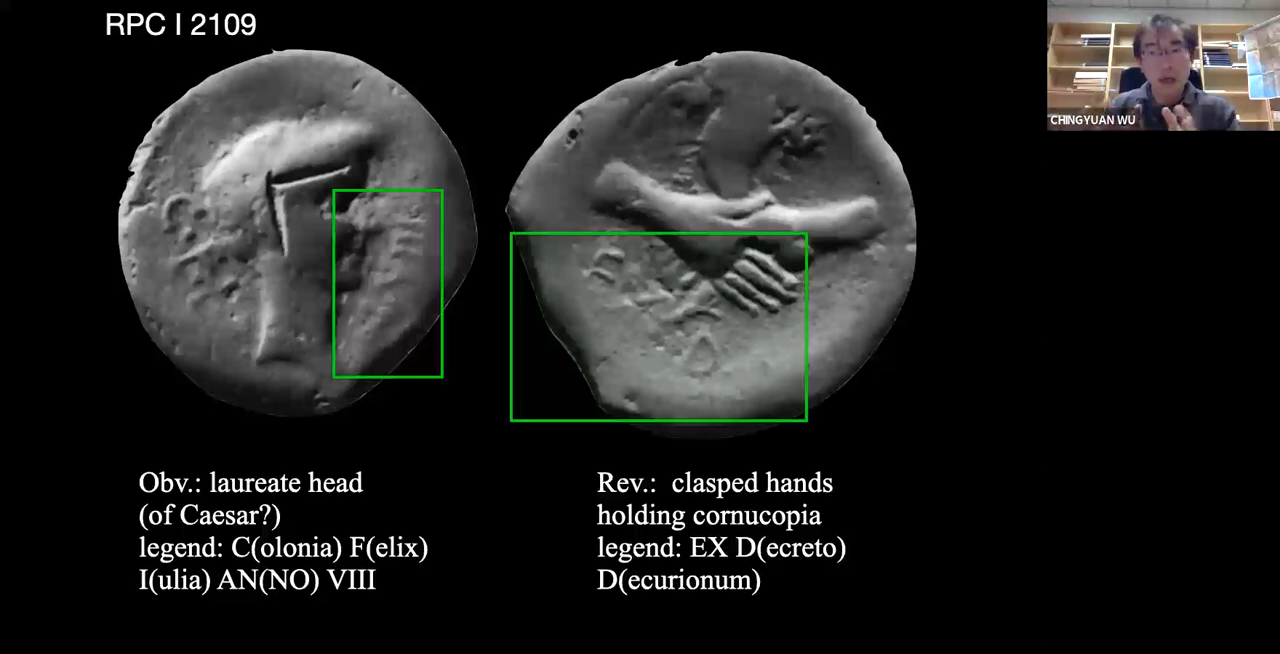 RPC I 2109
CHINGYUAN WU
Obv.: laureate head
(of Caesar?)
legend: C(olonia) F(elix)
I(ulia) AN(NO) VIII
Rev.: clasped hands
holding cornucopia
legend: EX D(ecreto)
D(ecurionum)